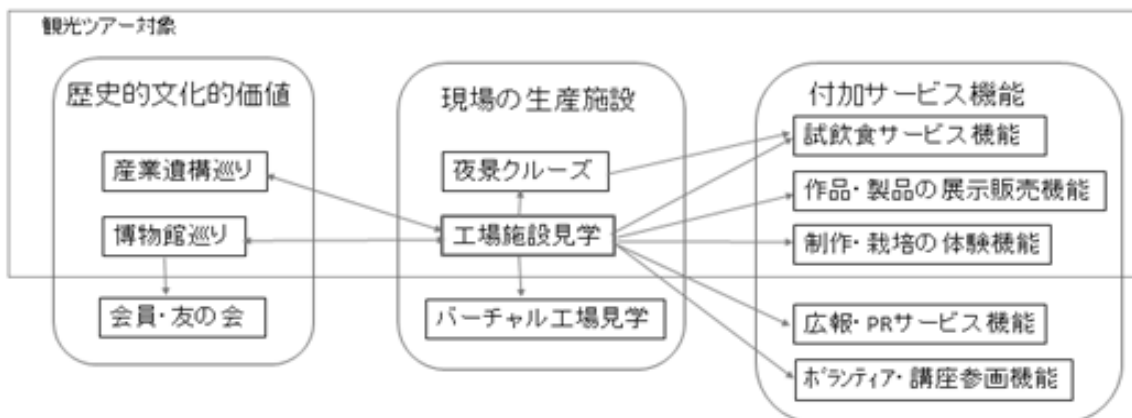 観光ツアー対象
歴史的文化的価値
産業遺構巡り
博物館巡り
会員・友の会
現場の生産施設
夜景クルーズ
工場施設見学
バーチャル工場見学
付加サービス機能
試飲食サービス機能
作品・製品の展示販売機能
制作・栽培の体験機能
広報・PRサービス機能
ボランティア・講座参画機能